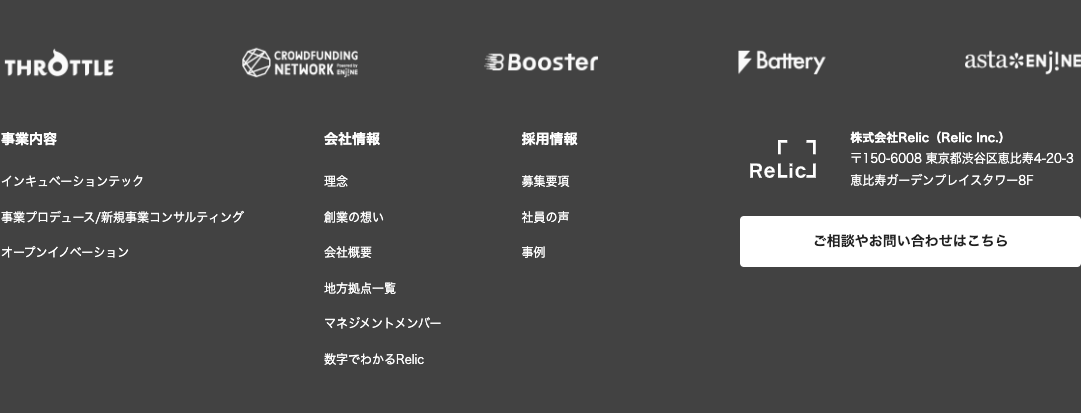 THROTTLE
CROWDFUNDING
NETWORK Powered by ENjiNE
Booster
Battery
asta*ENjiNE
事業内容
インキュベーションテック
事業プロデュース/新規事業コンサルティング
オープンイノベーション
会社情報
理念
創業の想い
会社概要
地方拠点一覧
マネジメントメンバー
数字でわかるRelic
採用情報
募集要項
社員の声
事例
ReLic
株式会社Relic（Relic Inc.）
〒150-6008 東京都渋谷区恵比寿4-20-3
恵比寿ガーデンプレイスタワー8F
ご相談やお問い合わせはこちら